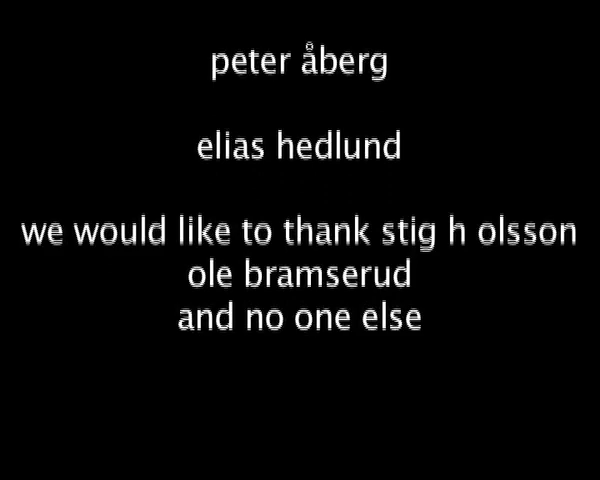 peter åberg
elias hedlund
we would like to thank stig h olsson
ole bramserud
and no one else